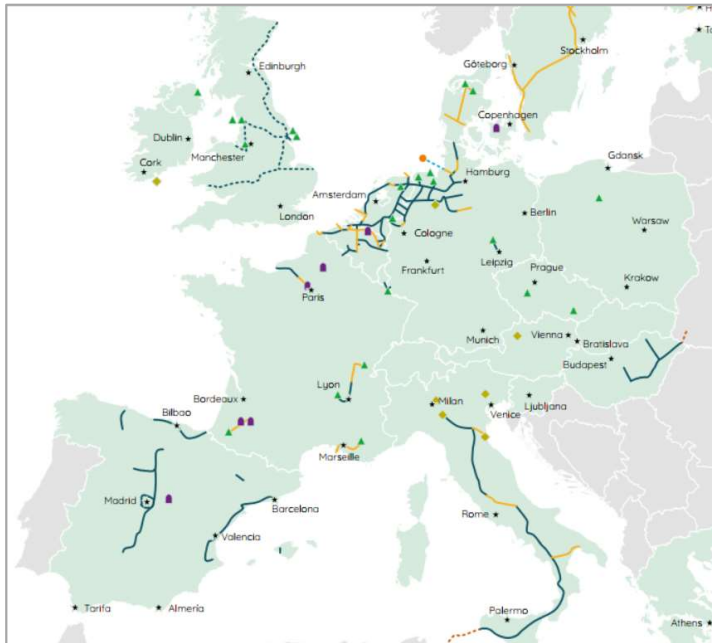 Stockholm
Edinburgh
Göteborg
Copenhagen
Dublin
Manchester
Gdansk
Cork
Hamburg
Amsterdam
London
Berlin
Warsaw
Cologne
Leipzig
Frankfurt
Prague
Krakow
Paris
Munich
Vienna
Bratislava
Budapest
Bordeaux
Lyon
Milan
Ljubljana
Venice
Bilbao
Marseille
Madrid
Barcelona
Rome
Valencia
Tarifa
Almería
Palermo
Athens